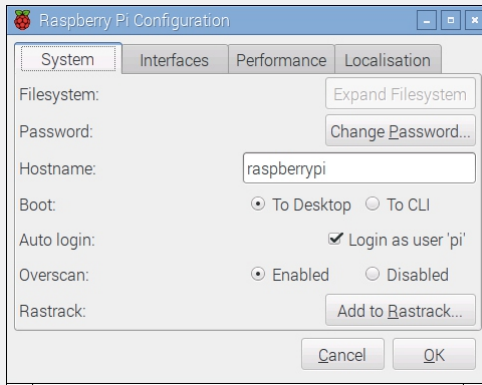 Raspberry Pi Configuration
System Interfaces Performance Localisation
Filesystem: Expand Filesystem
Password: Change Password...
Hostname: raspberrypi
Boot: To Desktop To CLI
Auto login: Login as user 'pi'
Overscan: Enabled Disabled
Rastrack: Add to Rastrack...
Cancel OK